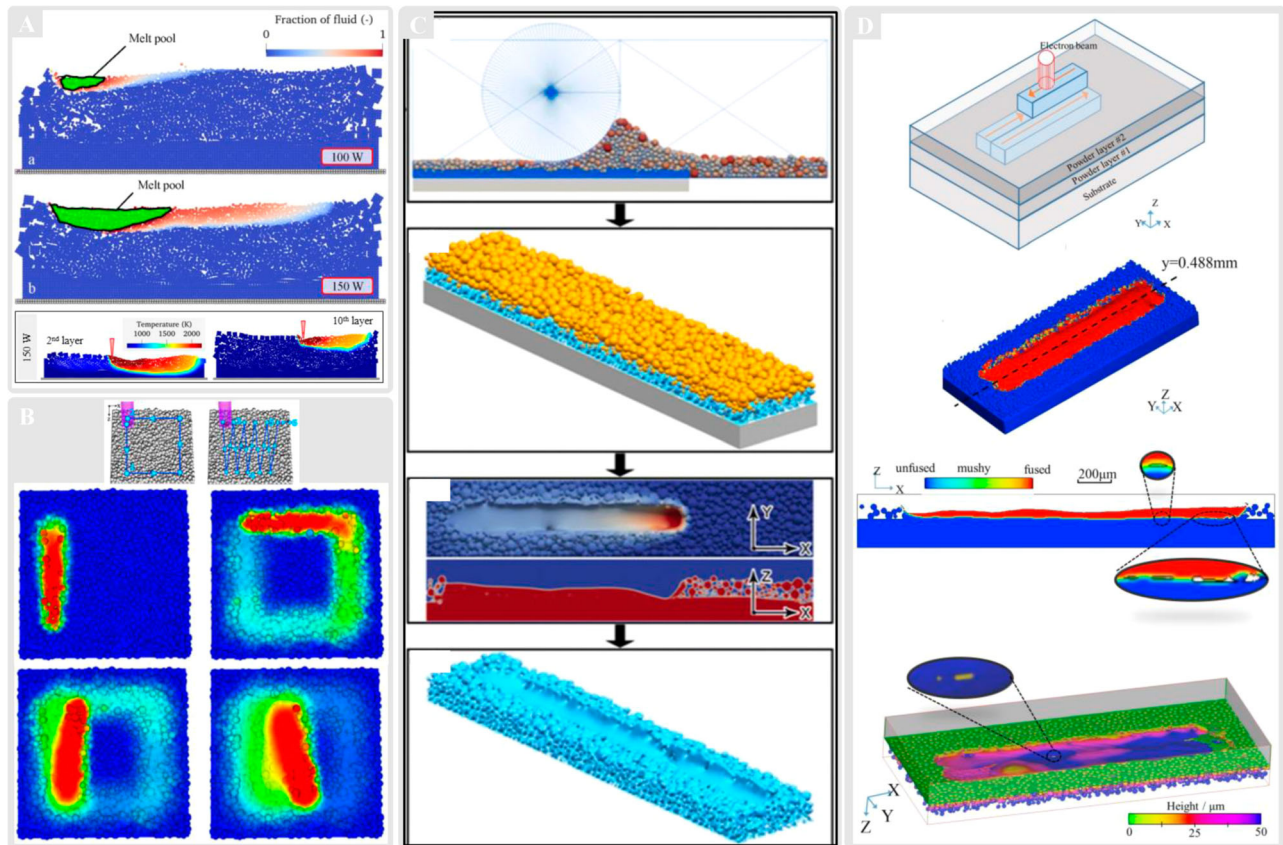 A
Fraction of fluid (-)
0 1
Melt pool
a
100 W
Melt pool
b
150 W
150 W
Temperature (K)
1000 1500 2000
2nd layer
10th layer
B
C
Y
X
Z
X
D
Electron beam
Powder layer #2
Powder layer #1
Substrate
Z
Y X
y=0.488mm
Z
Y X
Z
X
unfused mushy fused
200μm
X
Y
Z
Height / μm
0 25 50